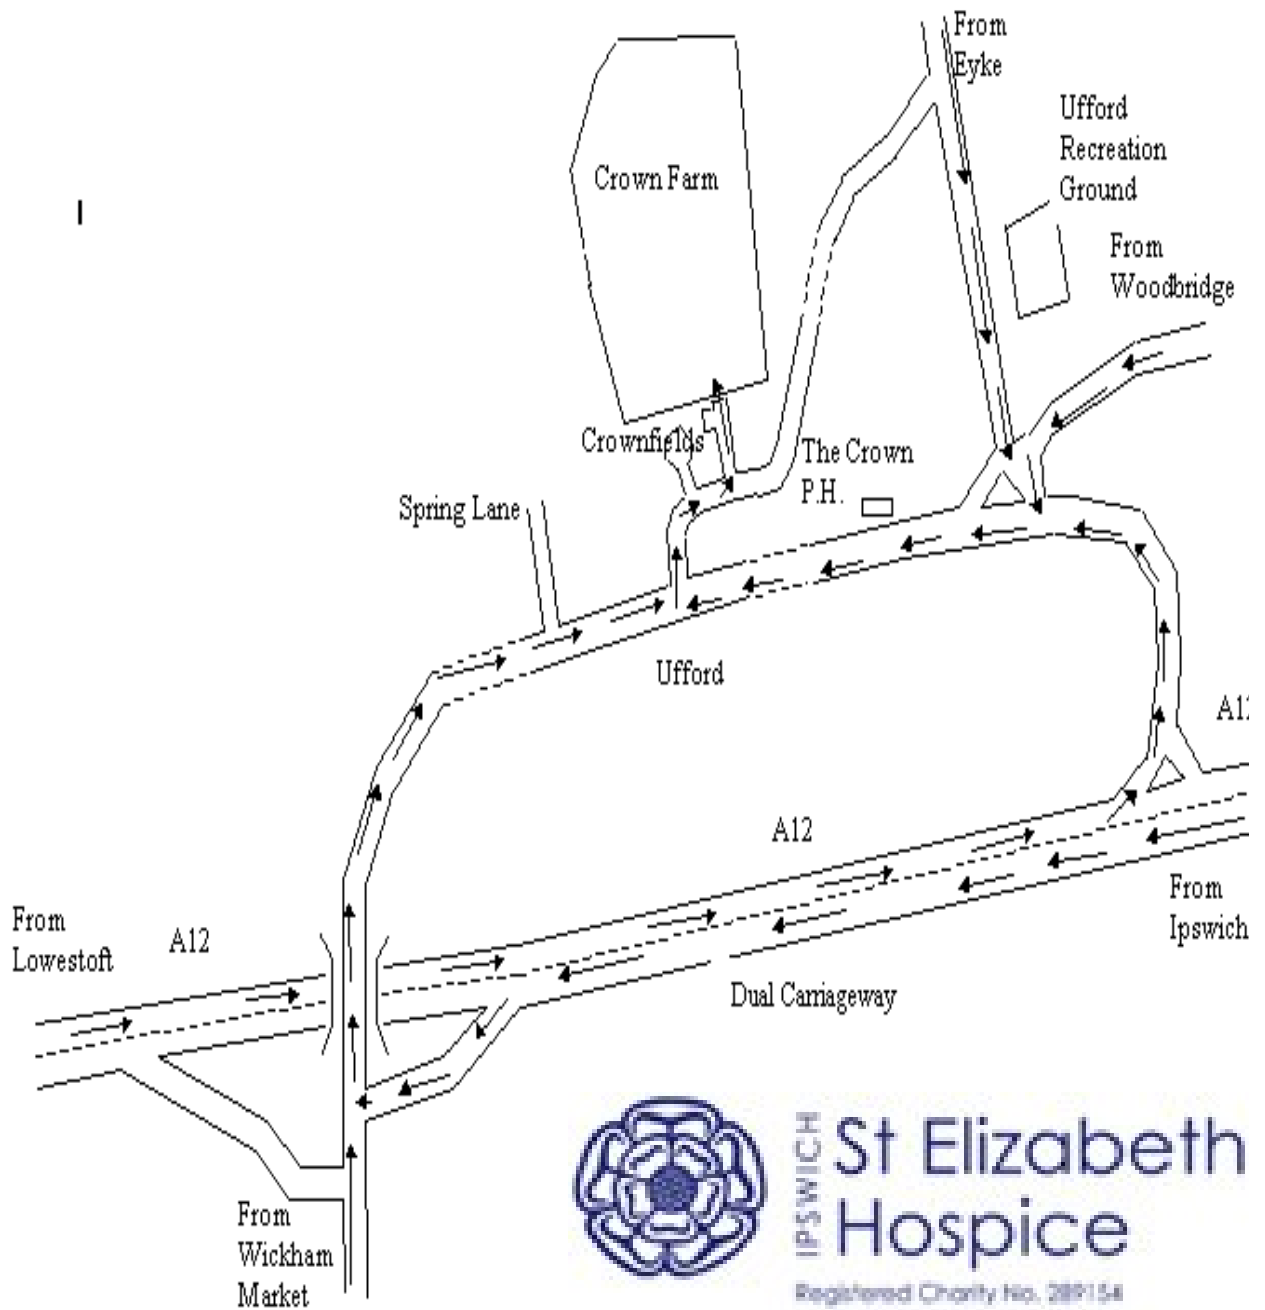 From
Eyke
Ufford
Recreation
Ground
Crown Farm
From
Woodbridge
Crownfields
The Crown
P.H.
Spring Lane
Ufford
A12
A12
From
Lowestoft
A12
From
Ipswich
Dual Carriageway
From
Wickham
Market
IPSWICH
St Elizabeth
Hospice
Registered Charity No. 289154